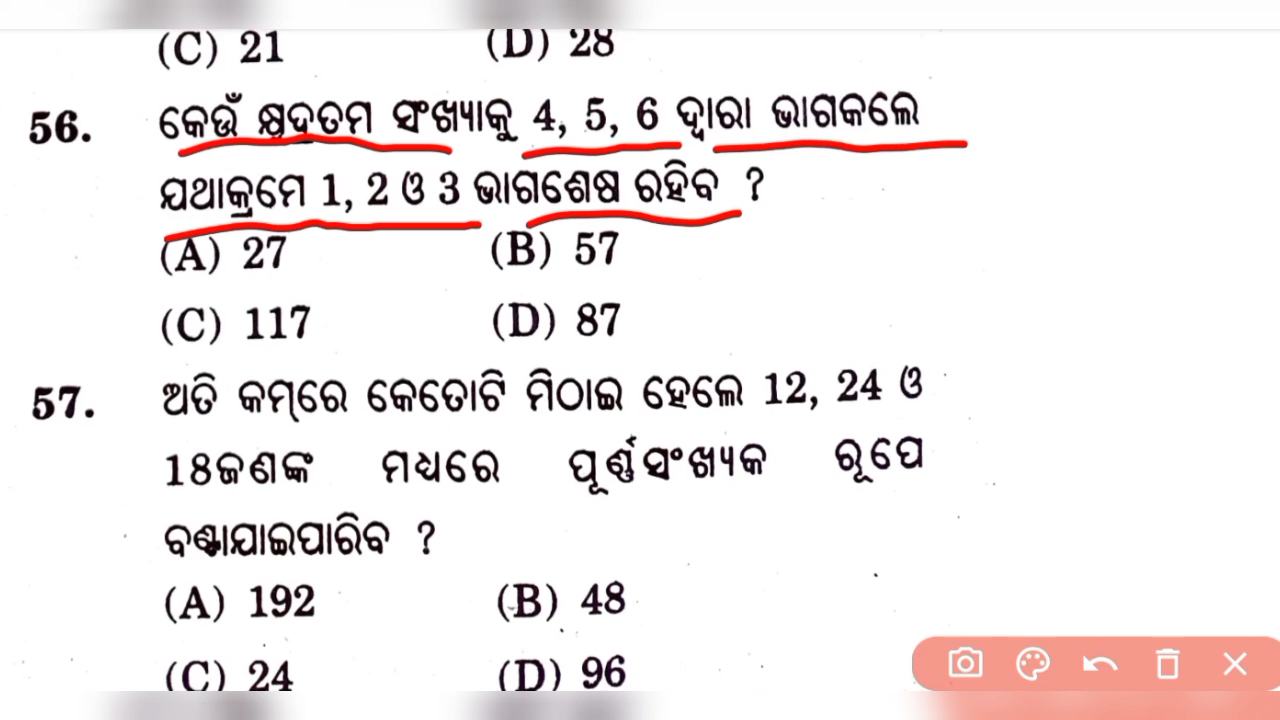 (C) 21 (D) 28
56. କେଉଁ କ୍ଷୁଦ୍ରତମ ସଂଖ୍ୟାକୁ 4, 5, 6 ଦ୍ୱାରା ଭାଗକଲେ
ଯଥାକ୍ରମେ 1, 2 ଓ 3 ଭାଗଶେଷ ରହିବ ?
(A) 27 (B) 57
(C) 117 (D) 87
57. ଅତି କମ୍‌ରେ କେତୋଟି ମିଠାଇ ହେଲେ 12, 24 ଓ
18ଜଣଙ୍କ ମଧ୍ୟରେ ପୂର୍ଣ୍ଣସଂଖ୍ୟକ ରୂପେ
ବଣ୍ଟାଯାଇପାରିବ ?
(A) 192 (B) 48
(C) 24 (D) 96